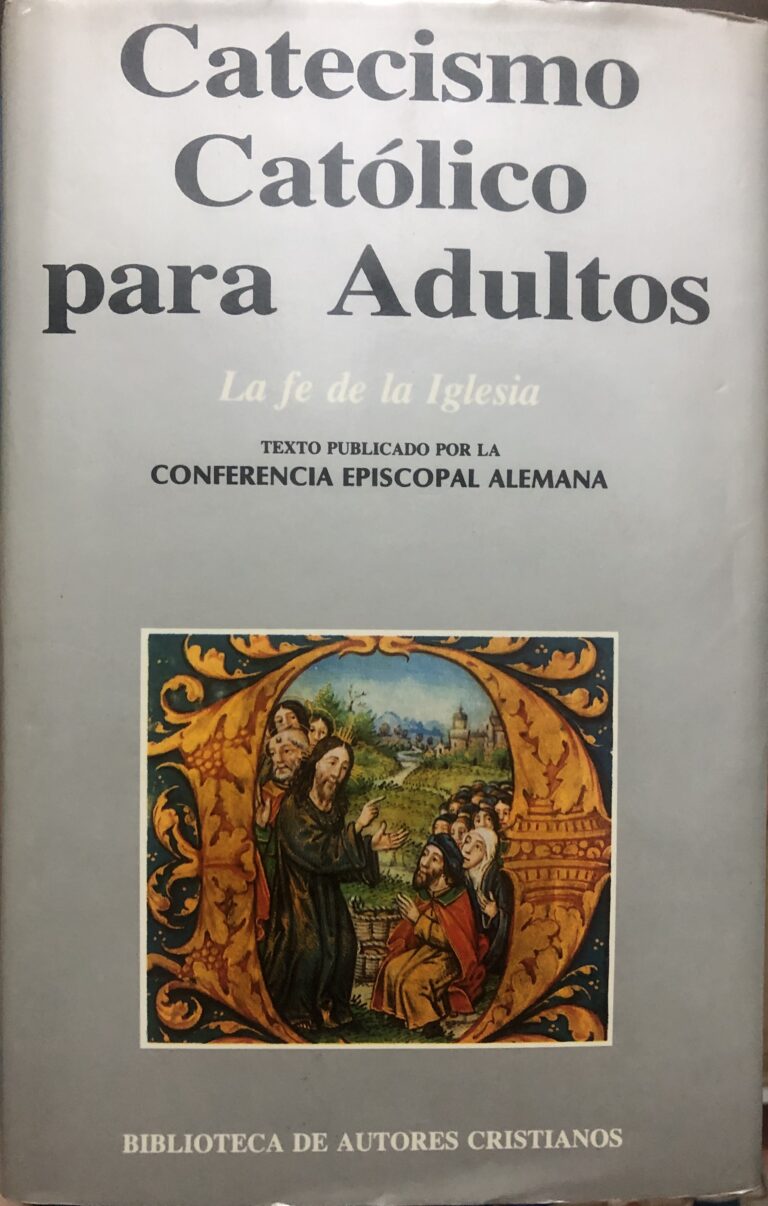 Catecismo
Católico
para Adultos
La fe de la Iglesia
TEXTO PUBLICADO POR LA
CONFERENCIA EPISCOPAL ALEMANA
BIBLIOTECA DE AUTORES CRISTIANOS